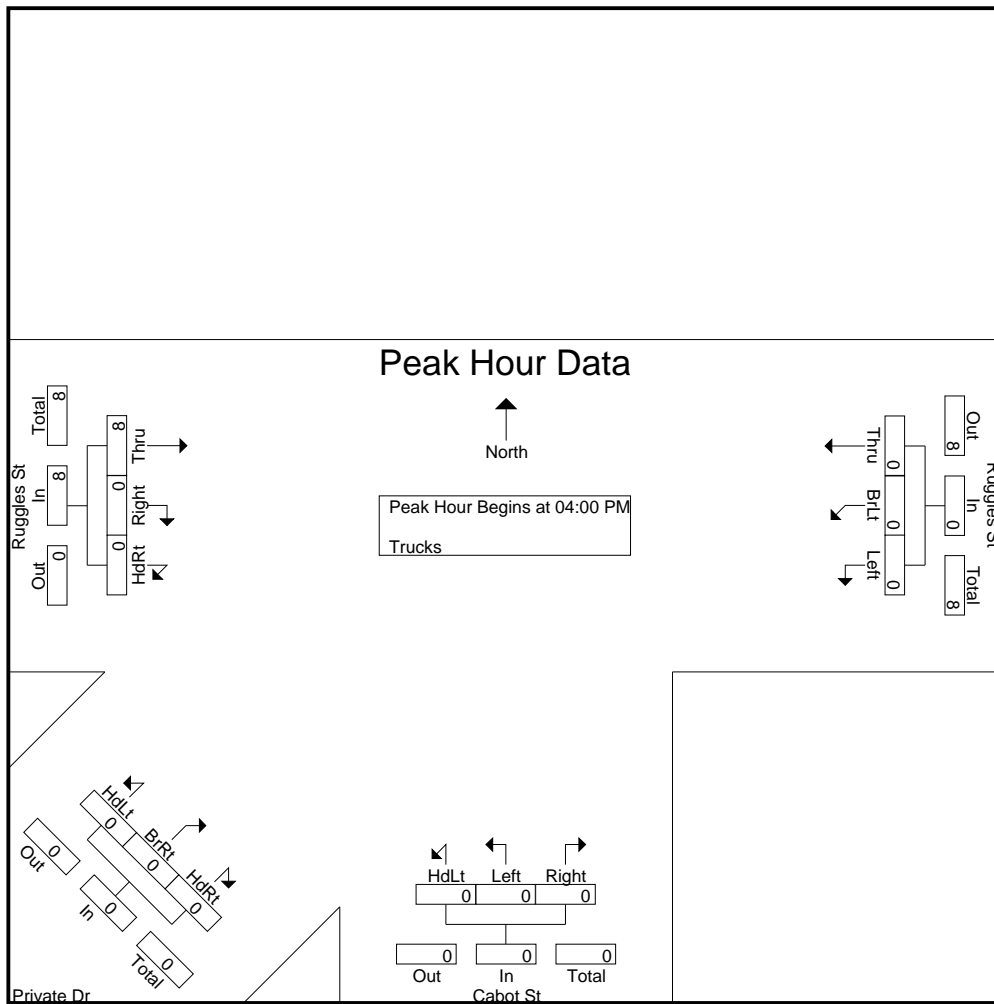 Peak Hour Data
North
Peak Hour Begins at 04:00 PM
Trucks
Ruggles St
Total 8
In 8
Out 0
8 Thru
0 Right
0 HdRt
Thru 0
BrLt 0
Left 0
Out 8
In 0
Total 8
Ruggles St
HdLt 0
BrRt 0
HdRt 0
Out 0
In 0
Total 0
Private Dr
HdLt Left Right
0 0 0
0 0 0
Out In Total
Cabot St